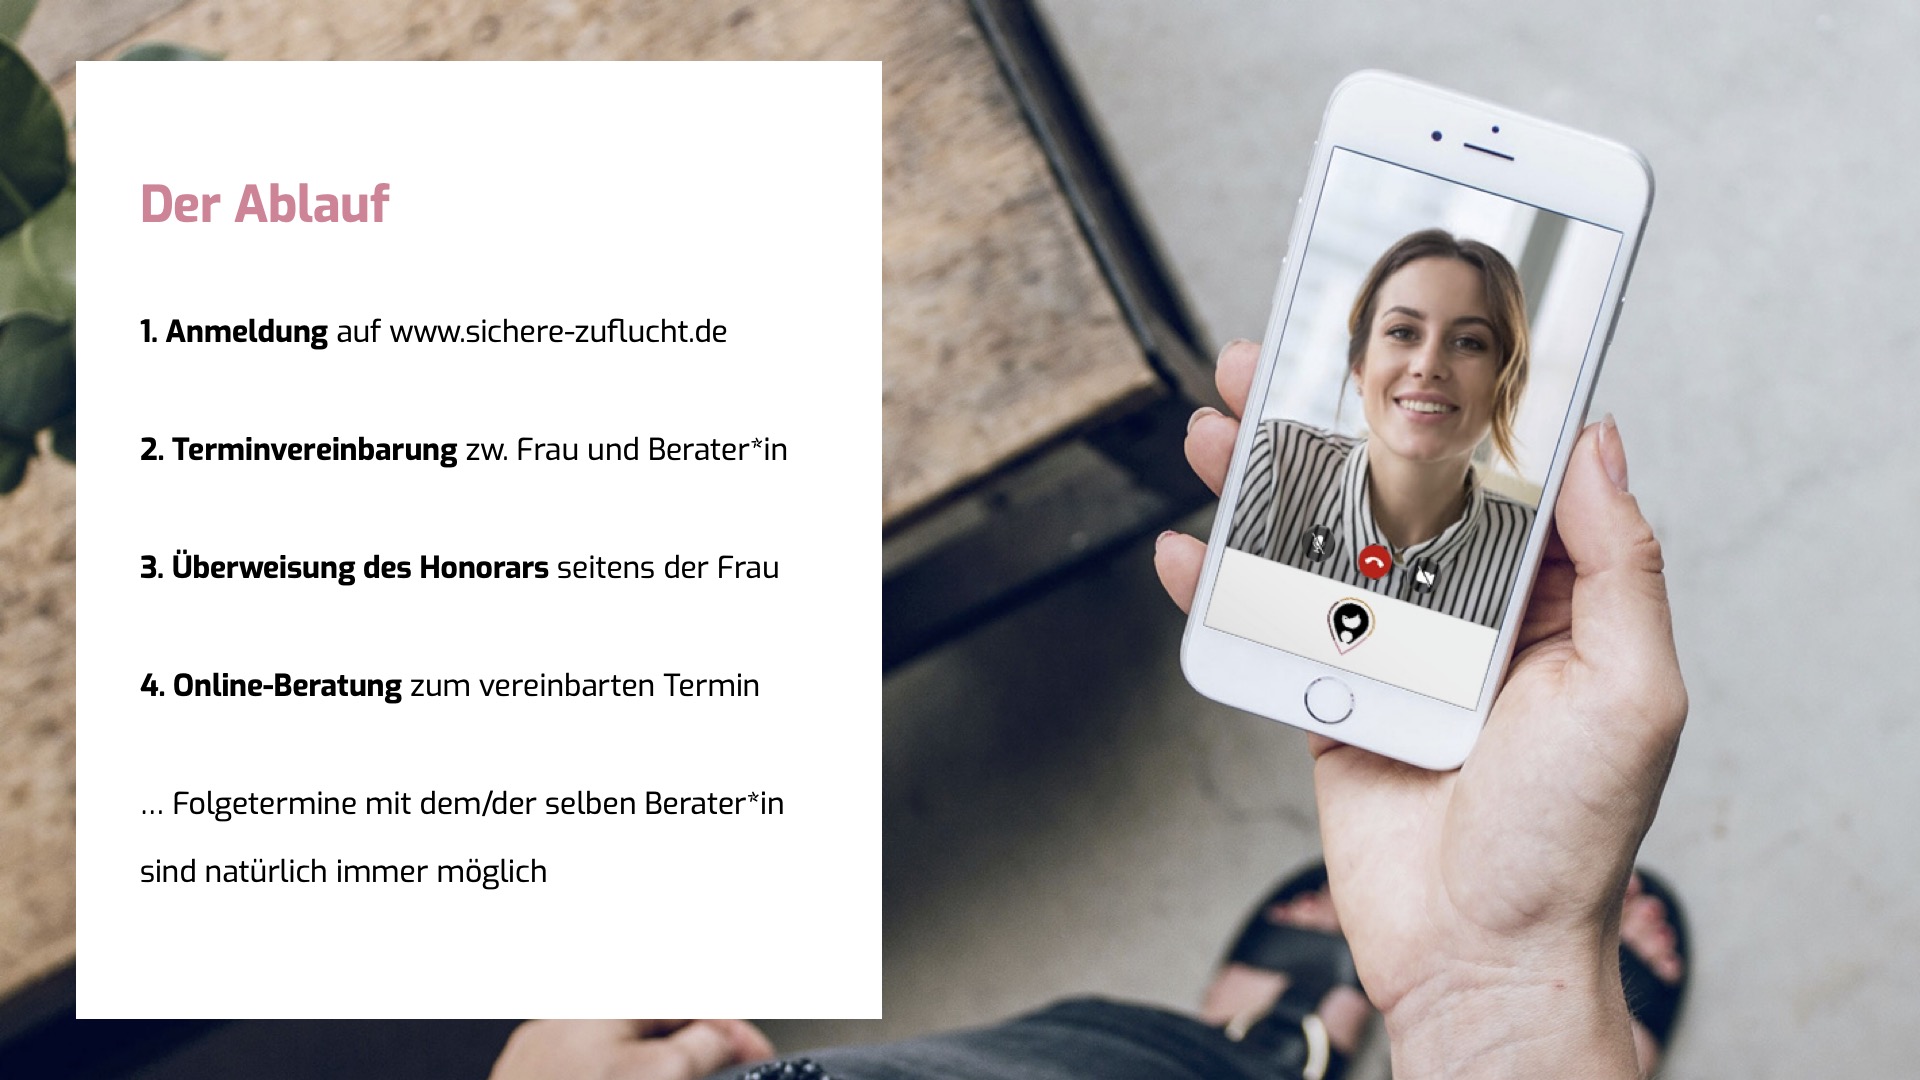 Der Ablauf
1. Anmeldung auf www.sichere-zuflucht.de
2. Terminvereinbarung zw. Frau und Berater*in
3. Überweisung des Honorars seitens der Frau
4. Online-Beratung zum vereinbarten Termin
... Folgetermine mit dem/der selben Berater*in
sind natürlich immer möglich